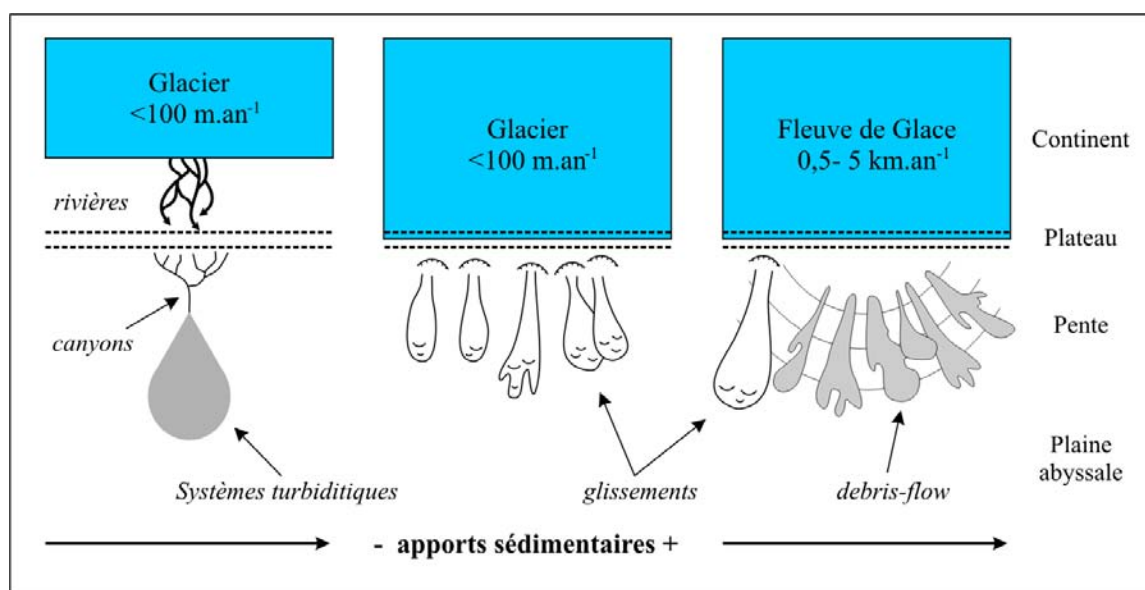 Glacier
<100 m.an⁻¹
Glacier
<100 m.an⁻¹
Fleuve de Glace
0,5- 5 km.an⁻¹
Continent
rivières
Plateau
canyons
Pente
Systèmes turbiditiques
glissements
debris-flow
Plaine
abyssale
- apports sédimentaires +